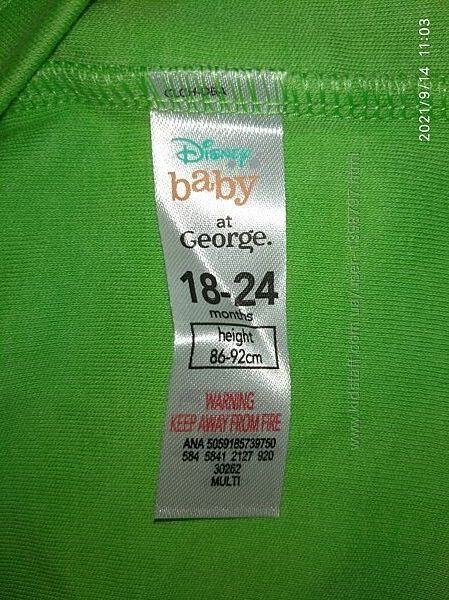 2021/9/14 11:03
Disney
baby
at
George.
18-24
months
height
86-92cm
WARNING
KEEP AWAY FROM FIRE
ANA 5059185739750
584 5841 2127 920
30262
MULTI